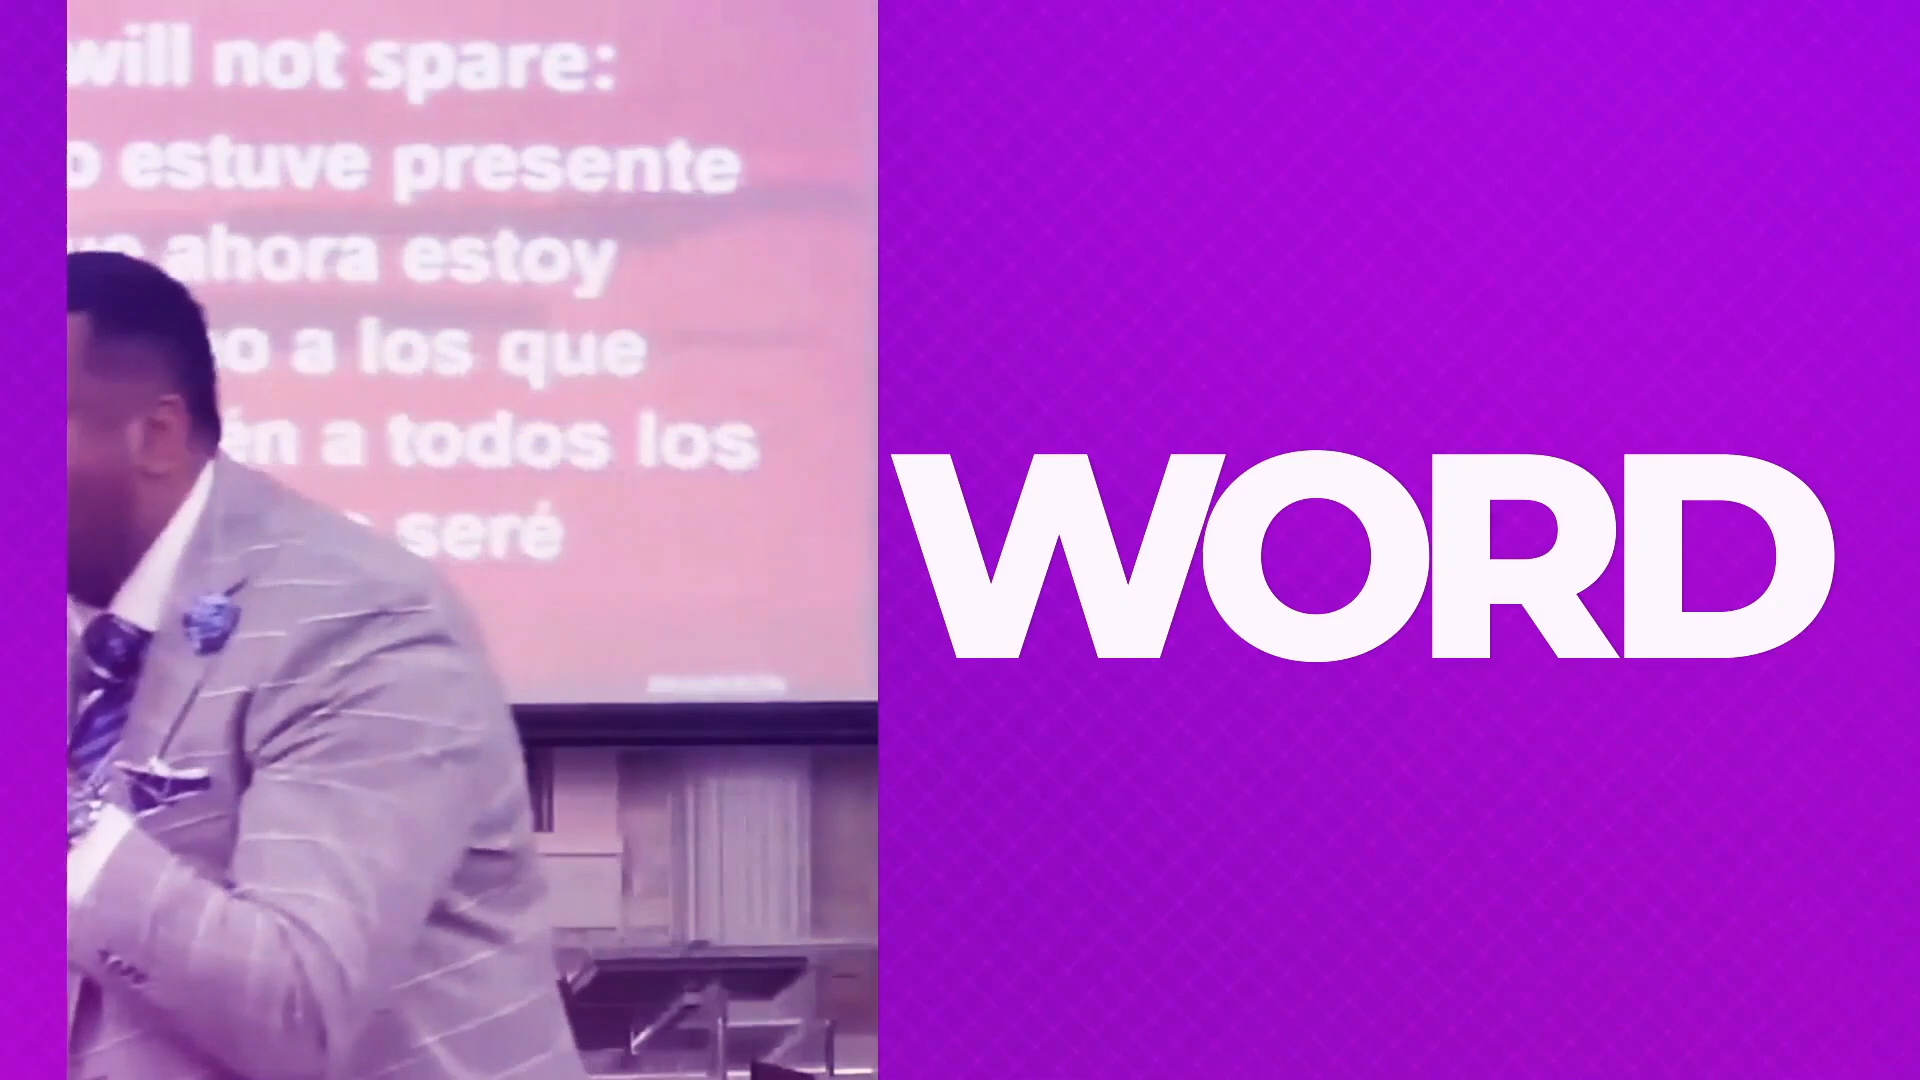 will not spare:
estuve presente
ahora estoy
a los que
a todos los
seré
WORD